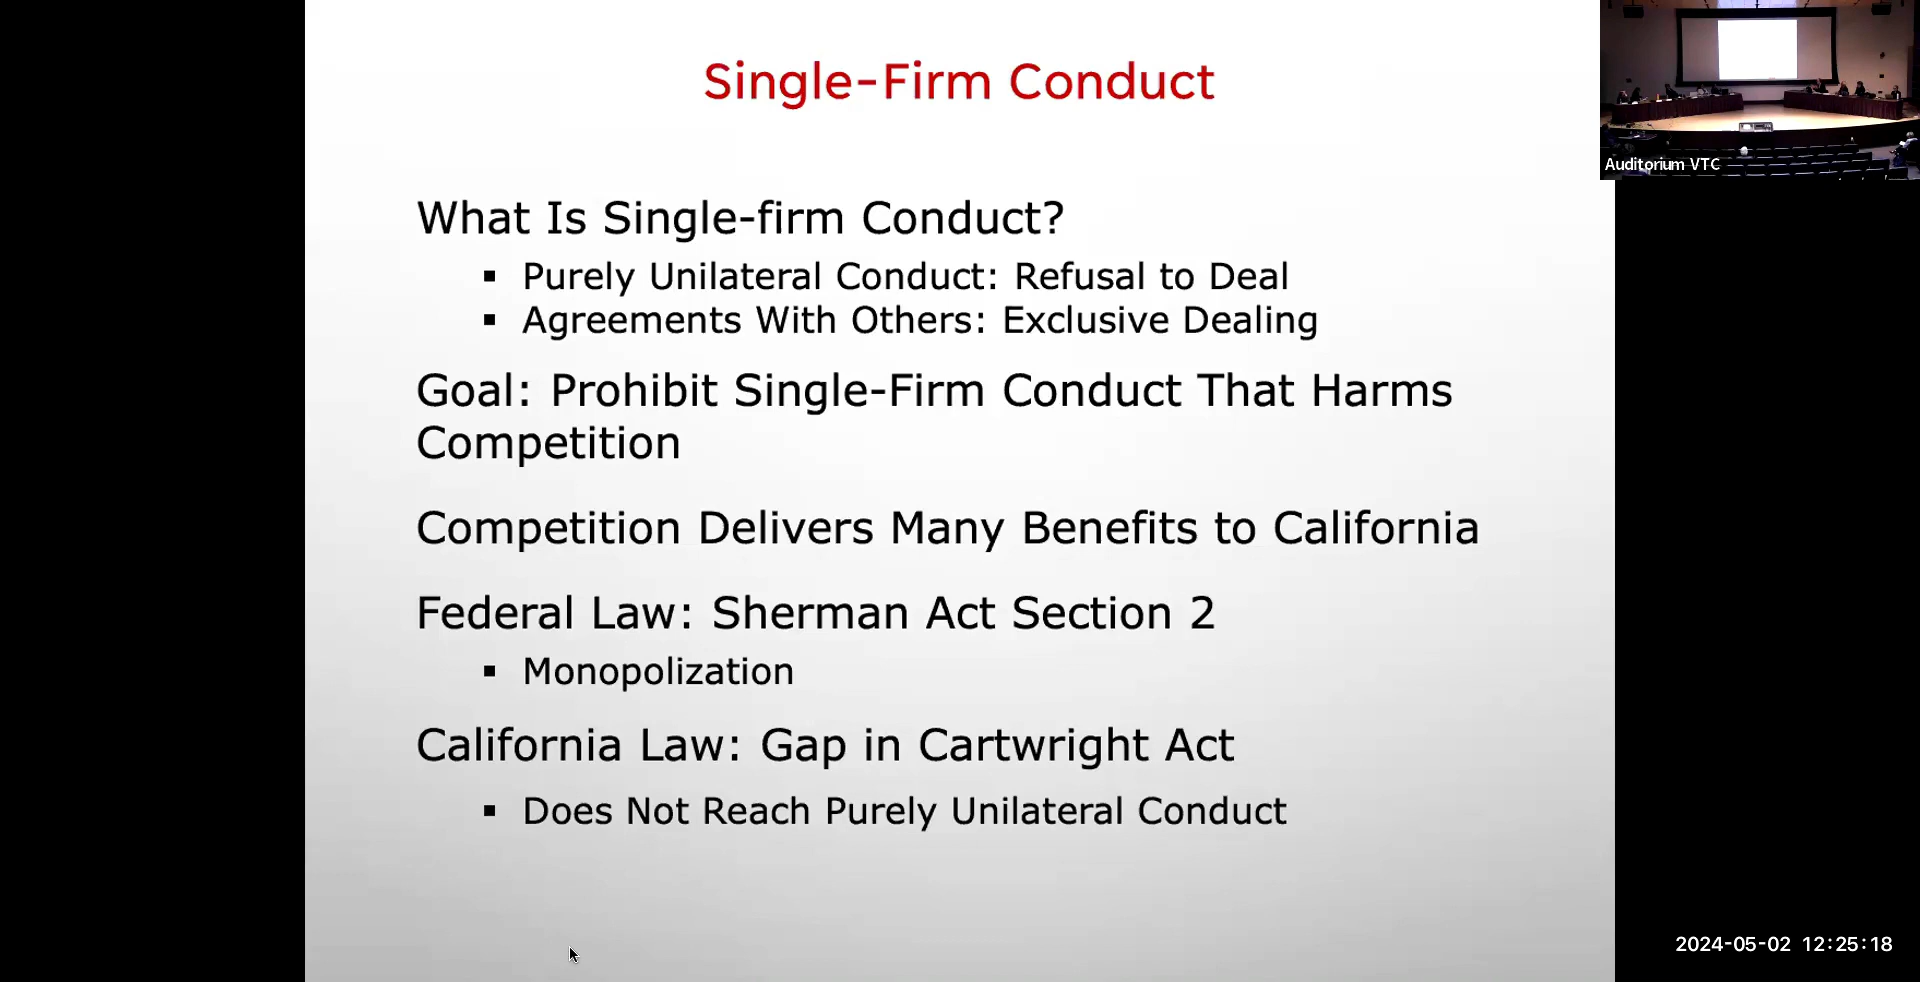 Single-Firm Conduct
Auditorium VTC
What Is Single-firm Conduct?
▪ Purely Unilateral Conduct: Refusal to Deal
▪ Agreements With Others: Exclusive Dealing
Goal: Prohibit Single-Firm Conduct That Harms
Competition
Competition Delivers Many Benefits to California
Federal Law: Sherman Act Section 2
▪ Monopolization
California Law: Gap in Cartwright Act
▪ Does Not Reach Purely Unilateral Conduct
2024-05-02 12:25:18